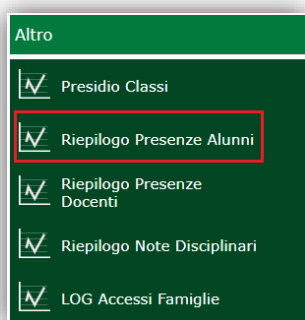 Altro
Presidio Classi
Riepilogo Presenze Alunni
Riepilogo Presenze
Docenti
Riepilogo Note Disciplinari
LOG Accessi Famiglie